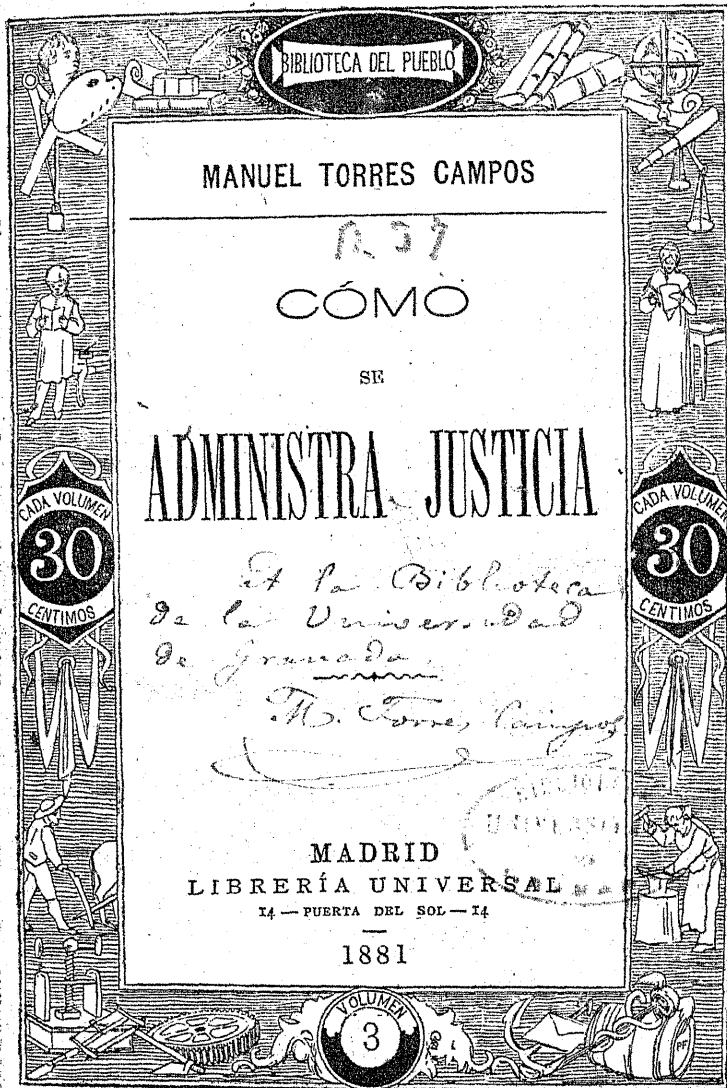 BIBLIOTECA DEL PUEBLO
MANUEL TORRES CAMPOS
R. 37
CÓMO
SE
ADMINISTRA JUSTICIA
CADA VOLUMEN
30
CENTIMOS
CADA VOLUMEN
30
CENTIMOS
A la Biblioteca
de la Universidad
de Granada
M. Torres Campos
MADRID
LIBRERÍA UNIVERSAL
14 — PUERTA DEL SOL — 14
1881
VOLUMEN
3